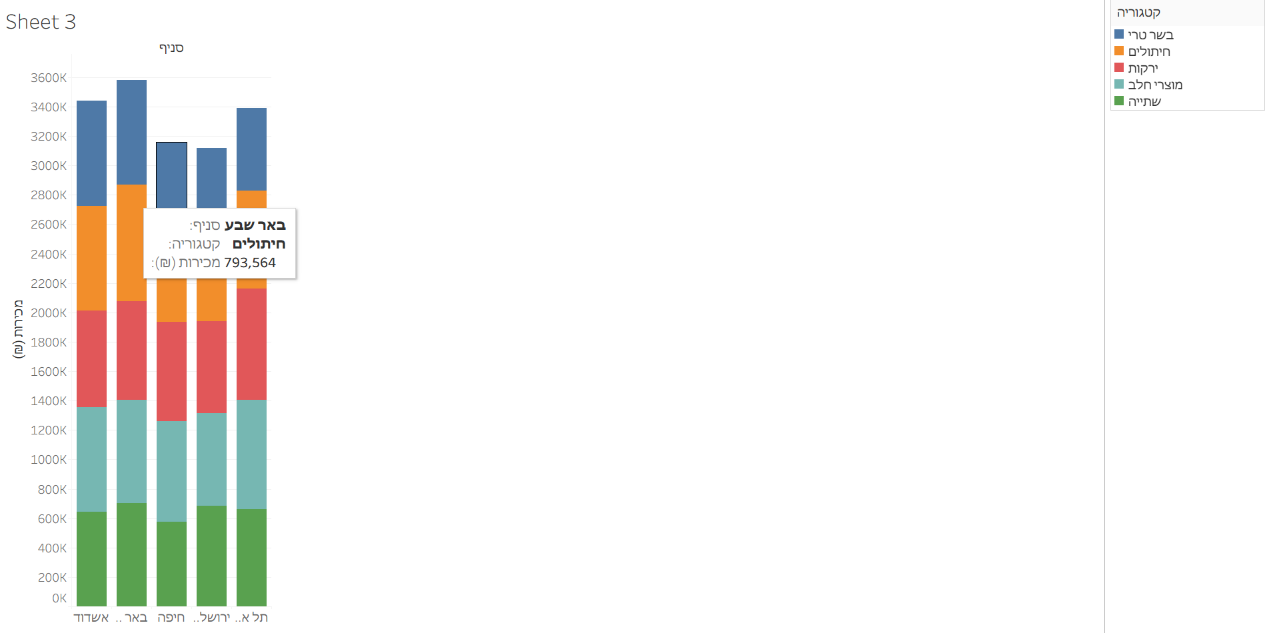 Sheet 3
סניף
3600K
3400K
3200K
3000K
2800K
2600K
2400K
2200K
2000K
1800K
1600K
1400K
1200K
1000K
800K
600K
400K
200K
0K
מכירות (₪)
אשדוד
באר ..
חיפה
ירושל..
תל א..
סניף: באר שבע
קטגוריה: חיתולים
מכירות (₪): 793,564
קטגוריה
בשר טרי
חיתולים
ירקות
מוצרי חלב
שתייה